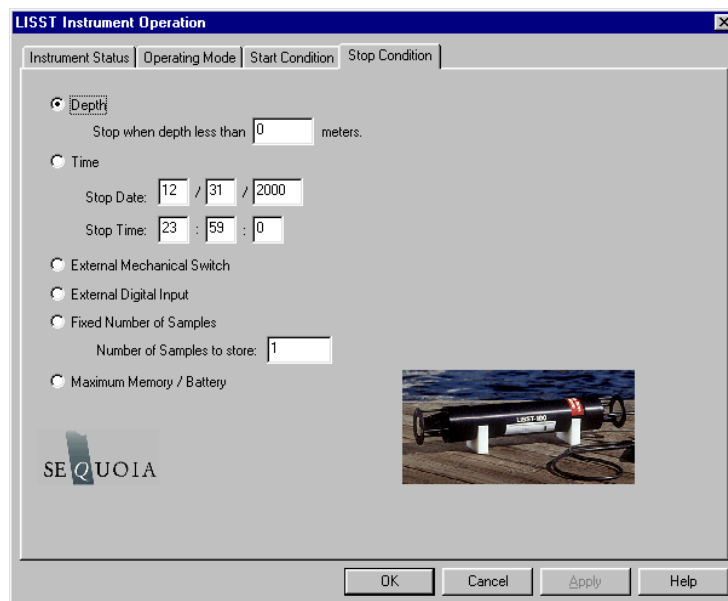 LISST Instrument Operation
Instrument Status Operating Mode Start Condition Stop Condition
Depth
Stop when depth less than 0 meters.
Time
Stop Date: 12 / 31 / 2000
Stop Time: 23 : 59 : 0
External Mechanical Switch
External Digital Input
Fixed Number of Samples
Number of Samples to store: 1
Maximum Memory / Battery
LISST-100
SEQUOIA
OK Cancel Apply Help